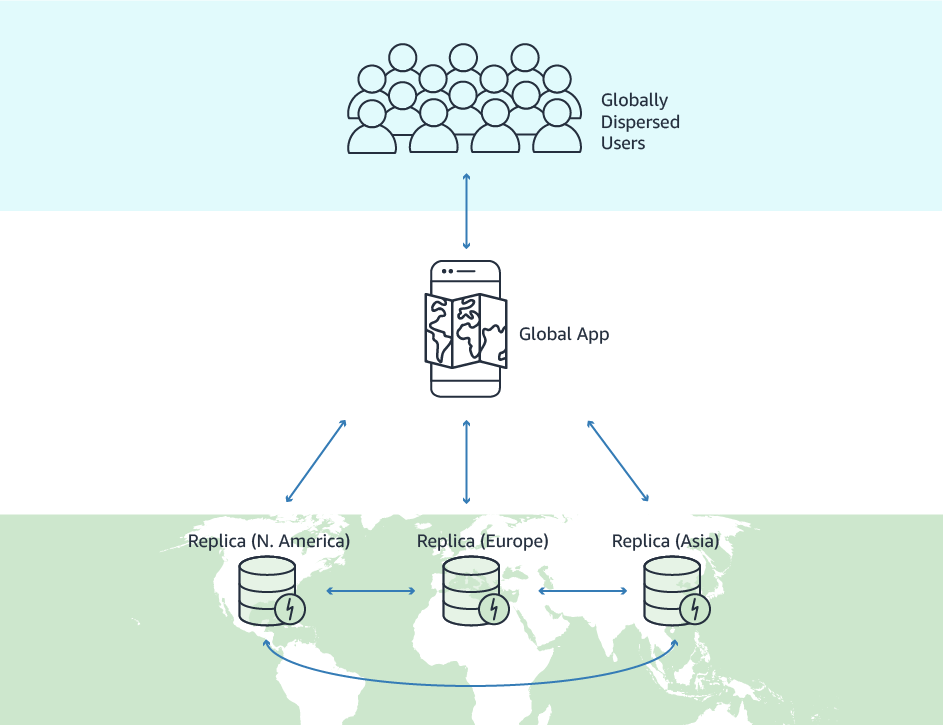 Globally
Dispersed
Users
Global App
Replica (N. America)
Replica (Europe)
Replica (Asia)